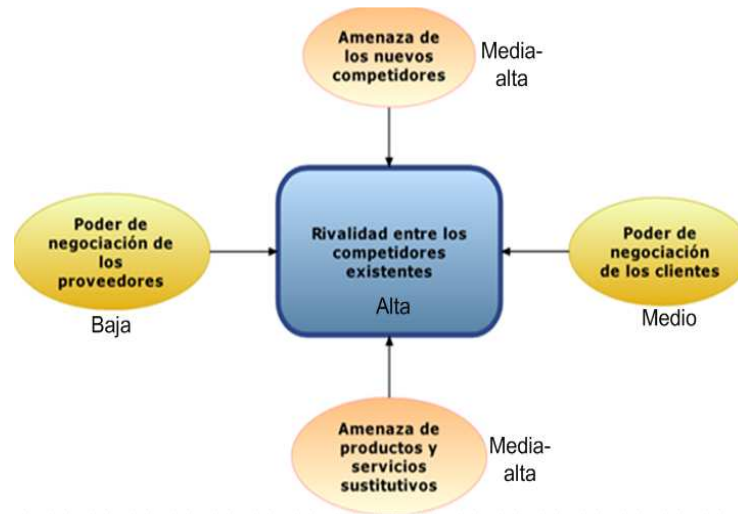 Amenaza de
los nuevos
competidores
Media-
alta
Poder de
negociación de
los
proveedores
Baja
Rivalidad entre los
competidores
existentes
Alta
Poder de
negociación
de los clientes
Medio
Amenaza de
productos y
servicios
sustitutivos
Media-
alta